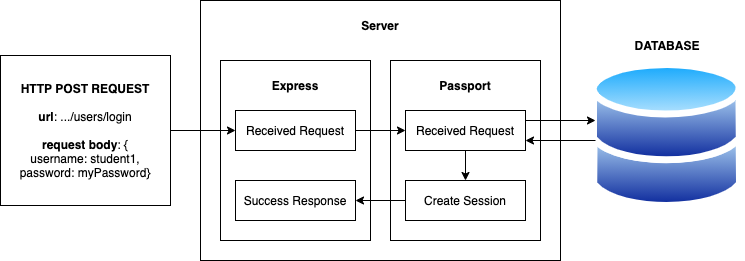 Server
DATABASE
HTTP POST REQUEST
url: .../users/login
request body: {
username: student1,
password: myPassword}
Express
Received Request
Success Response
Passport
Received Request
Create Session